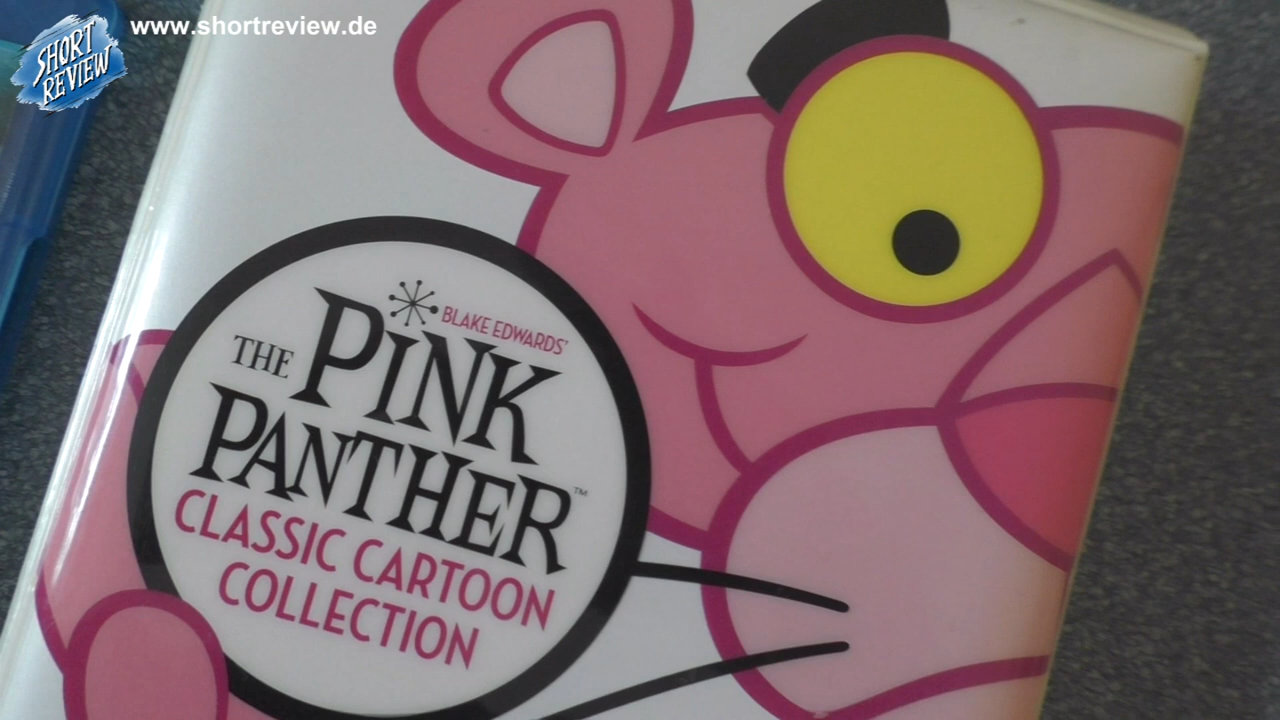 SHORT
REVIEW
www.shortreview.de
BLAKE EDWARDS'
THE PINK
PANTHER™
CLASSIC CARTOON
COLLECTION